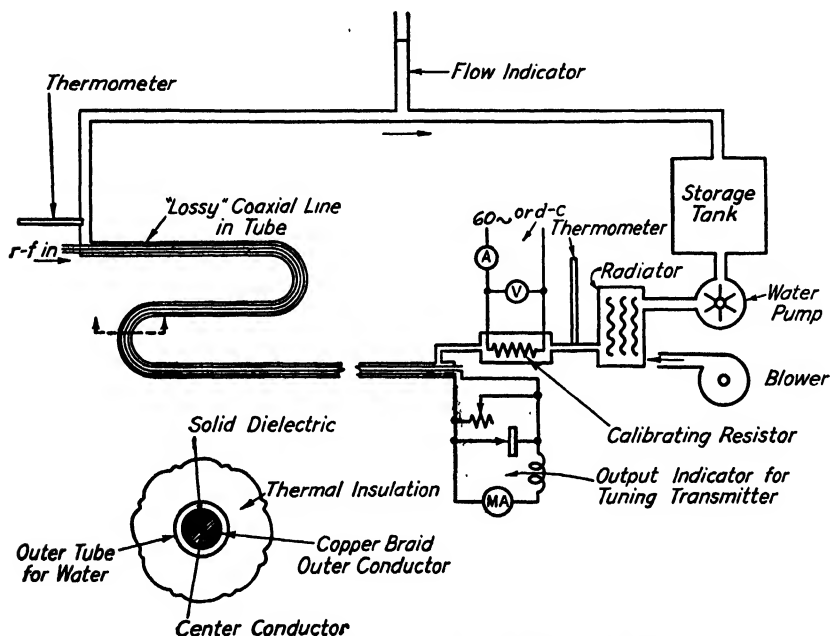 Flow Indicator
Thermometer
"Lossy" Coaxial Line
in Tube
r-f in
60~ or d-c
Thermometer
Storage
Tank
Radiator
A
V
Water
Pump
Blower
Calibrating Resistor
Output Indicator for
Tuning Transmitter
MA
Solid Dielectric
Thermal Insulation
Outer Tube
for Water
Copper Braid
Outer Conductor
Center Conductor